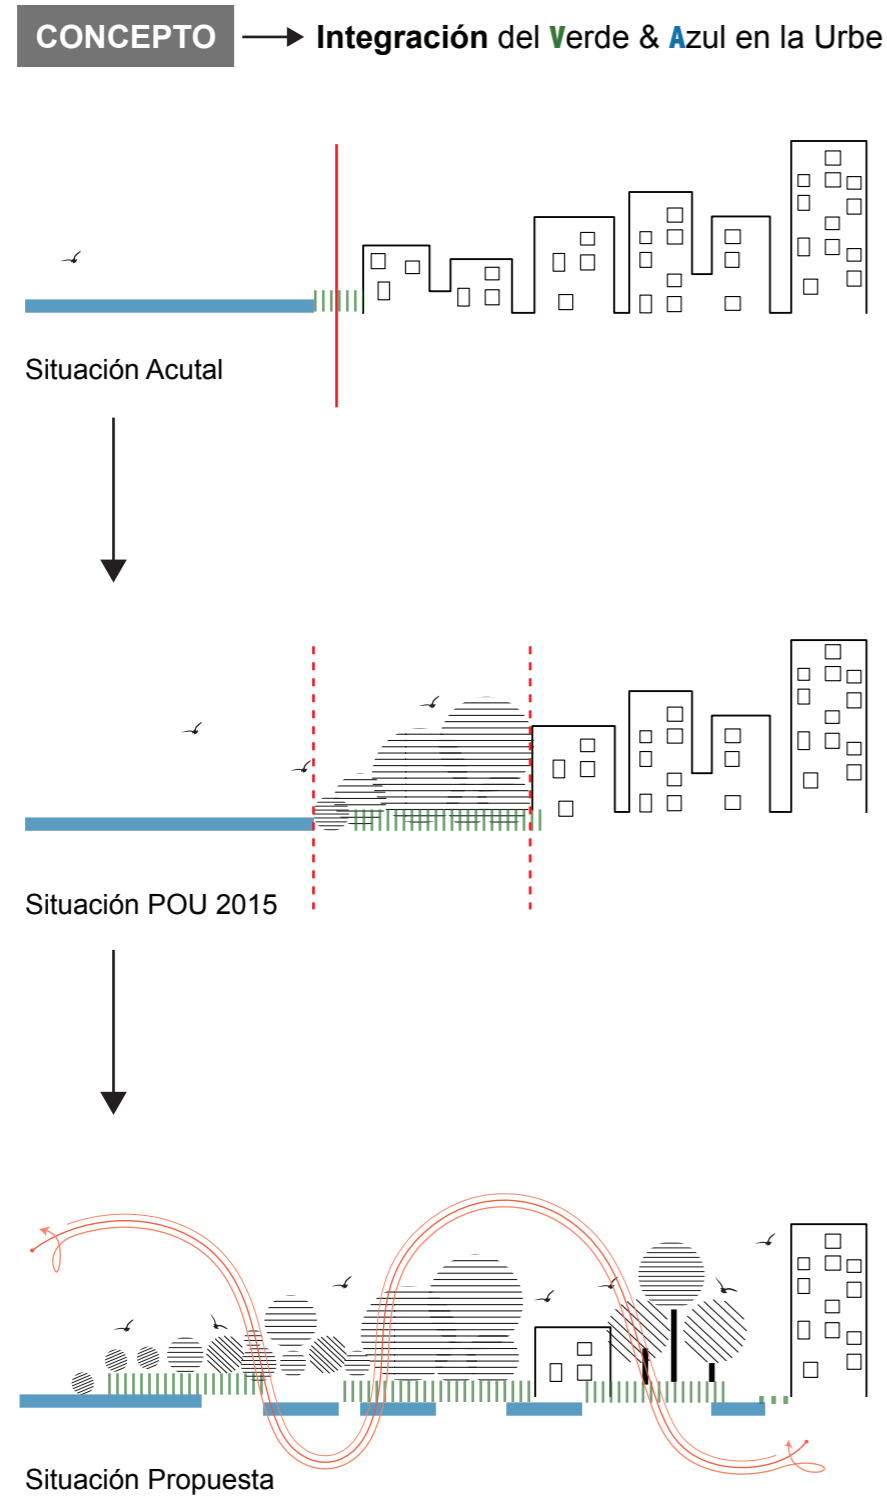 CONCEPTO Integración del Verde & Azul en la Urbe
Situación Acutal
Situación POU 2015
Situación Propuesta